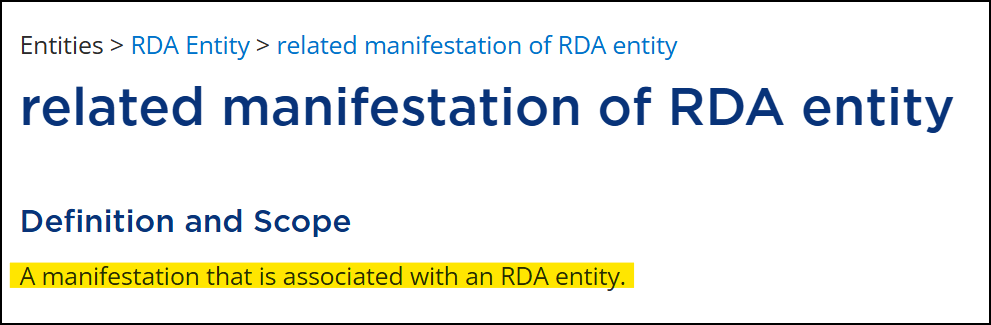 Entities > RDA Entity > related manifestation of RDA entity
related manifestation of RDA entity
Definition and Scope
A manifestation that is associated with an RDA entity.